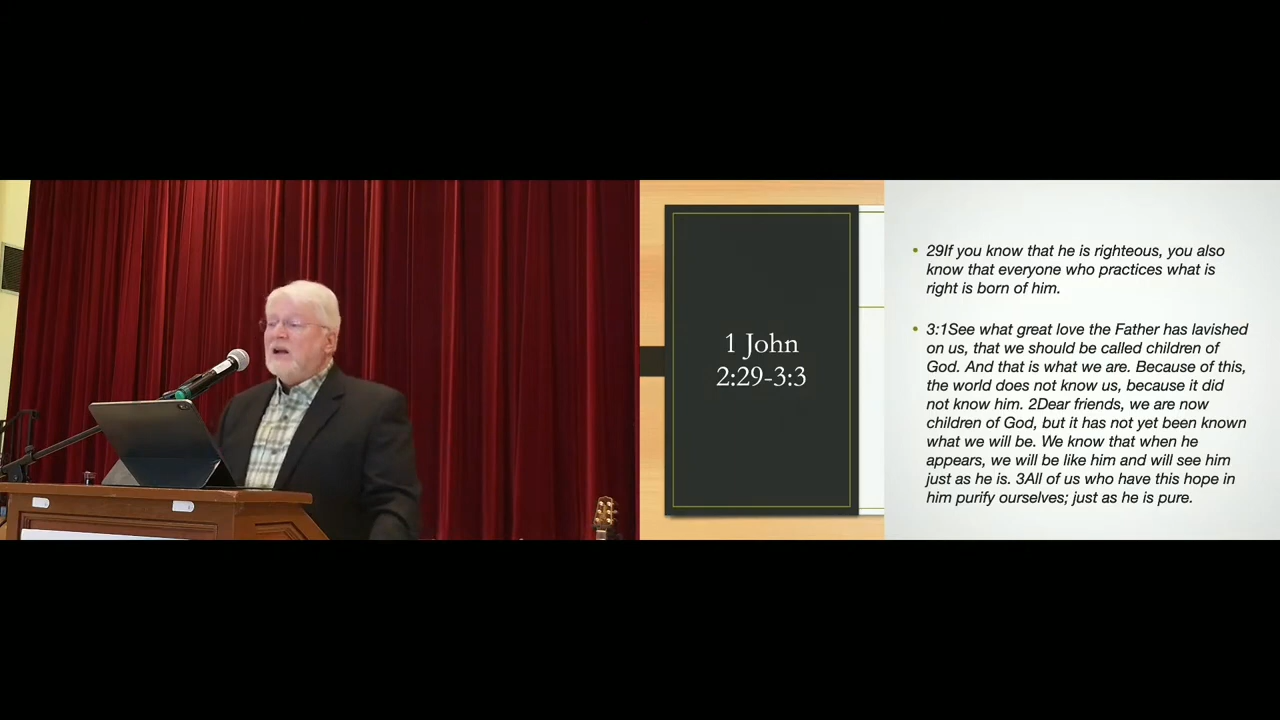 1 John
2:29-3:3
• 29If you know that he is righteous, you also
know that everyone who practices what is
right is born of him.
• 3:1See what great love the Father has lavished
on us, that we should be called children of
God. And that is what we are. Because of this,
the world does not know us, because it did
not know him. 2Dear friends, we are now
children of God, but it has not yet been known
what we will be. We know that when he
appears, we will be like him and will see him
just as he is. 3All of us who have this hope in
him purify ourselves; just as he is pure.